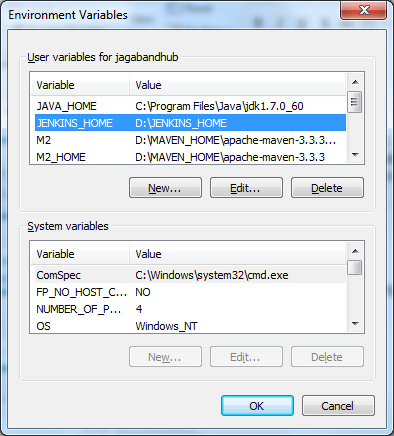 Environment Variables
User variables for jagabandhub
Variable Value
JAVA_HOME C:\Program Files\Java\jdk1.7.0_60
JENKINS_HOME D:\JENKINS_HOME
M2 D:\MAVEN_HOME\apache-maven-3.3.3...
M2_HOME D:\MAVEN_HOME\apache-maven-3.3.3
New... Edit... Delete
System variables
Variable Value
ComSpec C:\Windows\system32\cmd.exe
FP_NO_HOST_C... NO
NUMBER_OF_P... 4
OS Windows_NT
New... Edit... Delete
OK Cancel